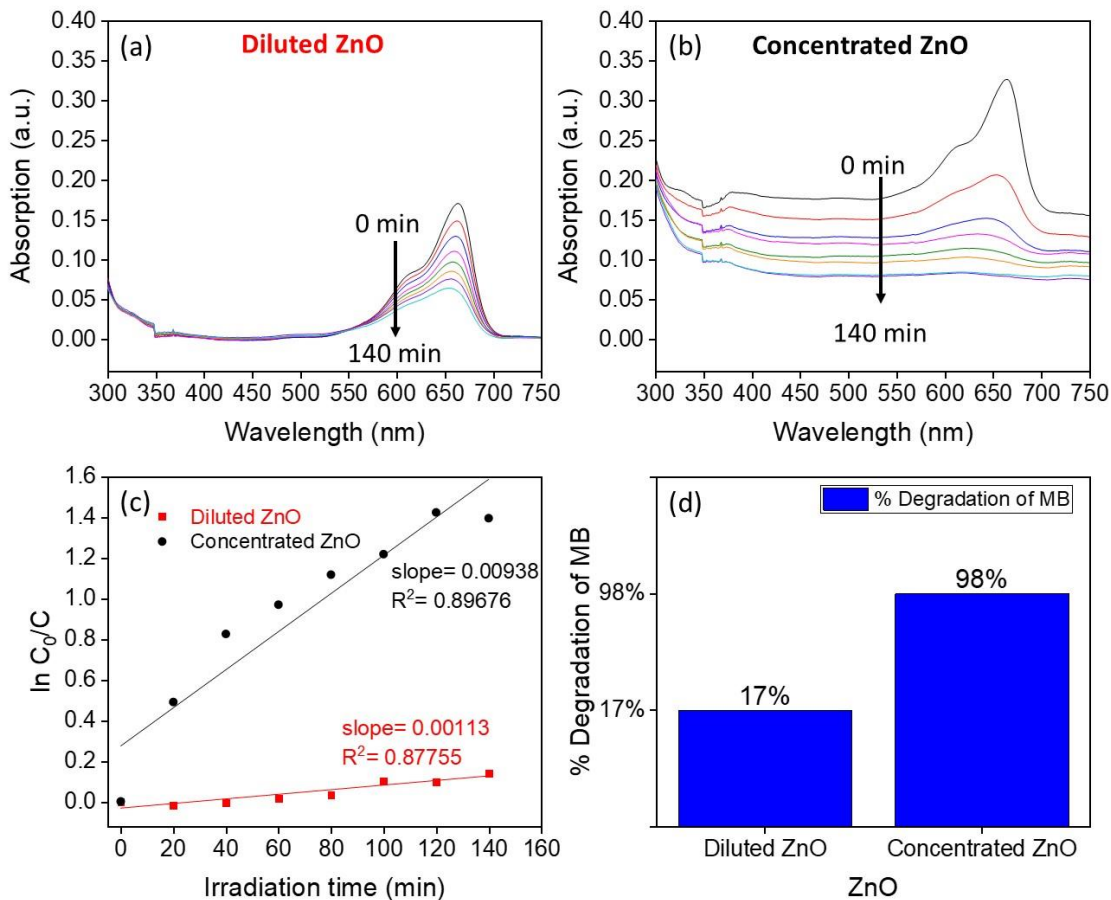 (a)
Diluted ZnO
0.40
0.35
0.30
0.25
0.20
0.15
0.10
0.05
0.00
Absorption (a.u.)
0 min
140 min
300 350 400 450 500 550 600 650 700 750
Wavelength (nm)
(b)
Concentrated ZnO
0.40
0.35
0.30
0.25
0.20
0.15
0.10
0.05
0.00
Absorption (a.u.)
0 min
140 min
300 350 400 450 500 550 600 650 700 750
Wavelength (nm)
(c)
1.6
1.4
1.2
1.0
0.8
0.6
0.4
0.2
0.0
ln C₀/C
Diluted ZnO
Concentrated ZnO
slope= 0.00938
R²= 0.89676
slope= 0.00113
R²= 0.87755
0 20 40 60 80 100 120 140 160
Irradiation time (min)
(d)
% Degradation of MB
98%
17%
% Degradation of MB
17%
98%
Diluted ZnO Concentrated ZnO
ZnO